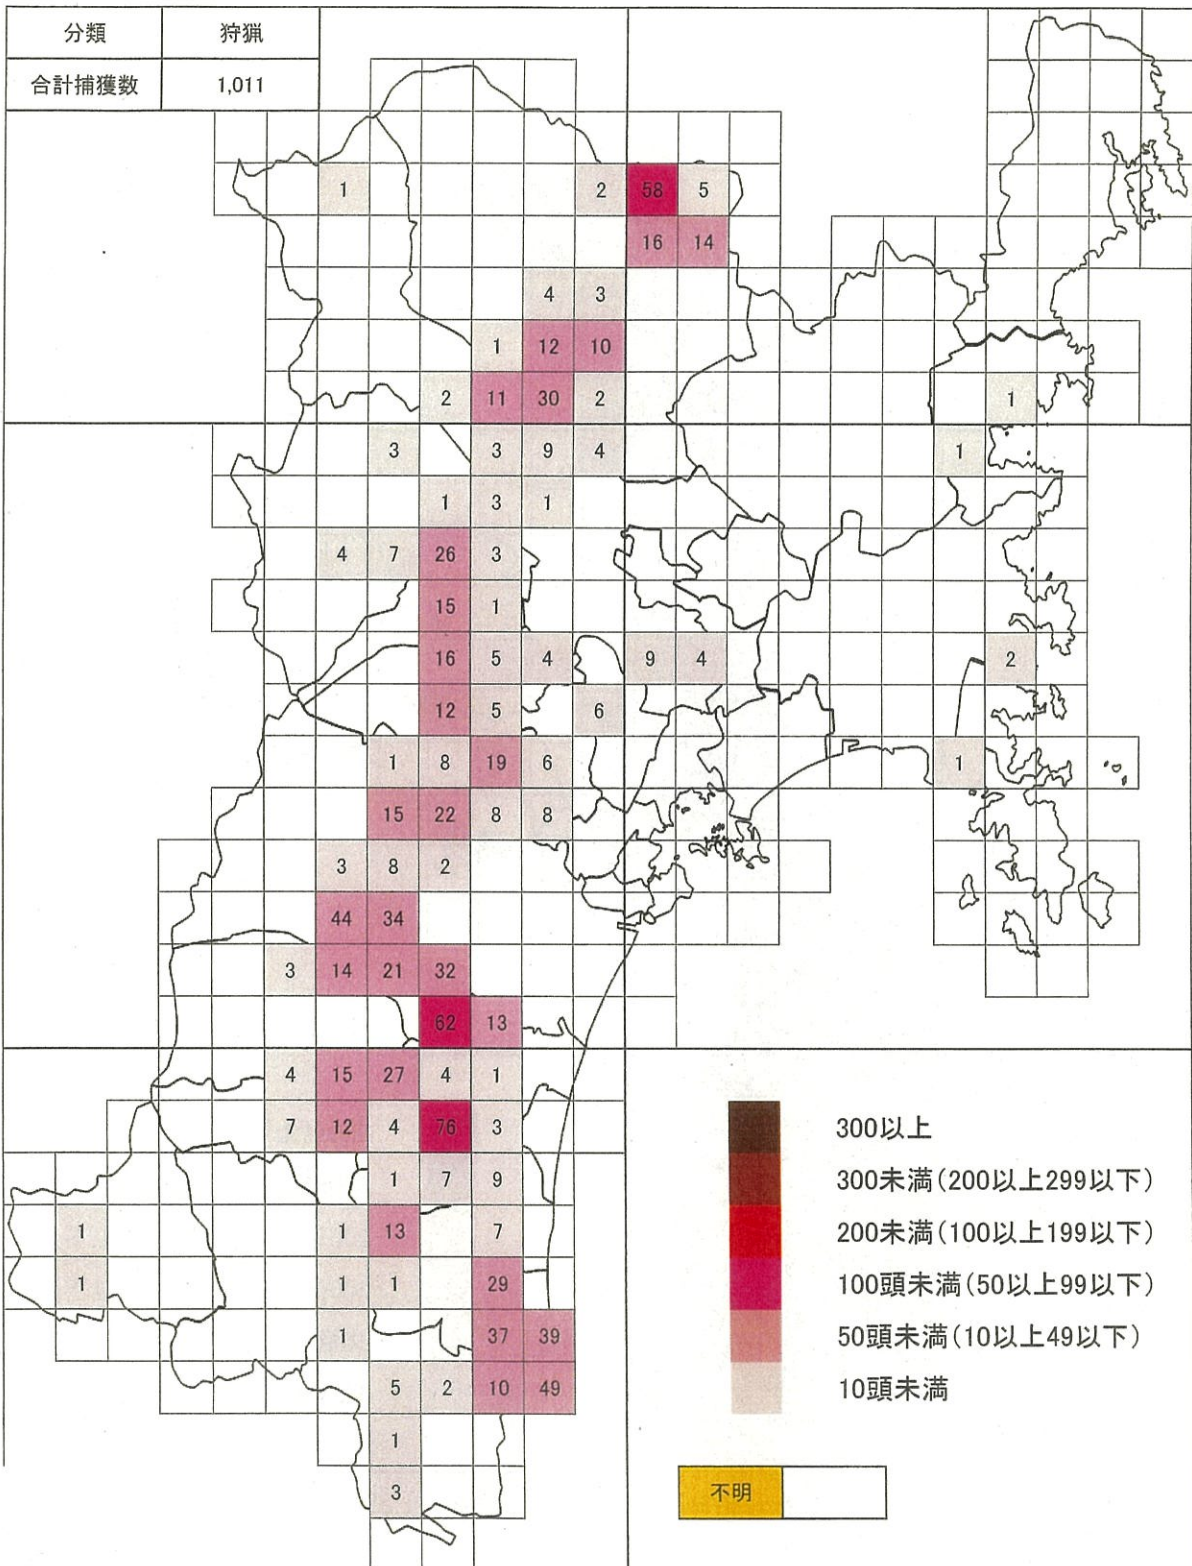 分類 狩猟
合計捕獲数 1,011
1 2 58 5
16 14
4 3
1 12 10
2 11 30 2 1
3 3 9 4 1
1 3 1
4 7 26 3
15 1
16 5 4 9 4 2
12 5 6
1 8 19 6 1
15 22 8 8
3 8 2
44 34
3 14 21 32
62 13
4 15 27 4 1
300以上
7 12 4 76 3
300未満(200以上299以下)
1 7 9
200未満(100以上199以下)
1 1 13 7
100頭未満(50以上99以下)
1 1 1 29
50頭未満(10以上49以下)
1 37 39
10頭未満
5 2 10 49
1
3
不明